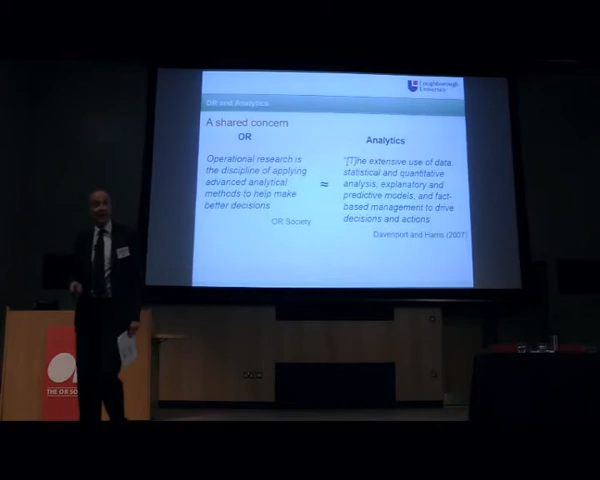 Loughborough
University
OR and Analytics
A shared concern
OR
Operational research is
the discipline of applying
advanced analytical
methods to help make
better decisions
OR Society
≈
Analytics
"[T]he extensive use of data,
statistical and quantitative
analysis, explanatory and
predictive models, and fact-
based management to drive
decisions and actions
Davenport and Harris (2007)
THE OR SO